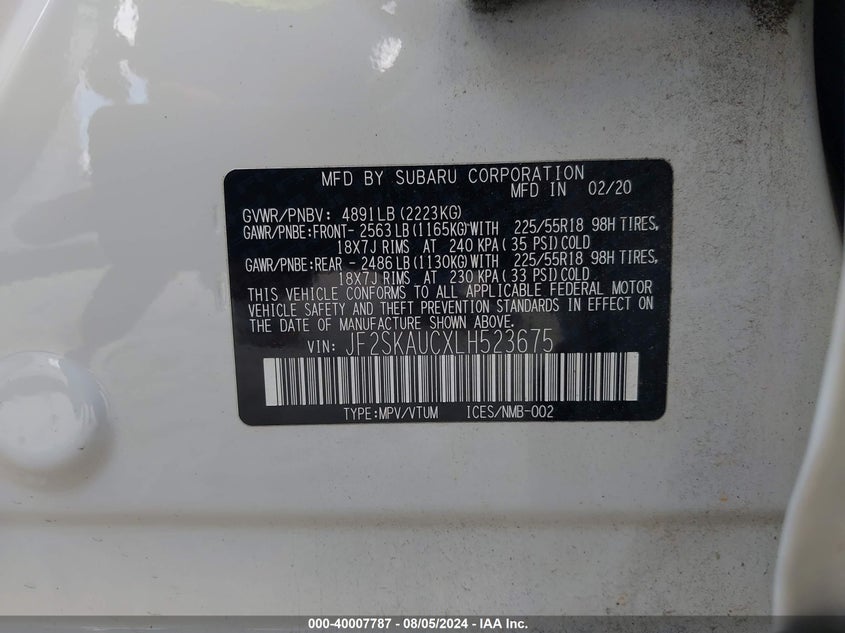 MFD BY SUBARU CORPORATION
MFD IN 02/20
GVWR/PNBV: 4891LB (2223KG)
GAWR/PNBE:FRONT- 2563 LB (1165KG)WITH 225/55R18 98H TIRES,
18X7J RIMS AT 240 KPA (35 PSI)COLD
GAWR/PNBE:REAR - 2486 LB (1130KG)WITH 225/55R18 98H TIRES,
18X7J RIMS AT 230 KPA (33 PSI)COLD
THIS VEHICLE CONFORMS TO ALL APPLICABLE FEDERAL MOTOR
VEHICLE SAFETY AND THEFT PREVENTION STANDARDS IN EFFECT ON
THE DATE OF MANUFACTURE SHOWN ABOVE.
VIN: JF2SKAUCXLH523675
TYPE:MPV/VTUM ICES/NMB-002
000-40007787 - 08/05/2024 - IAA Inc.